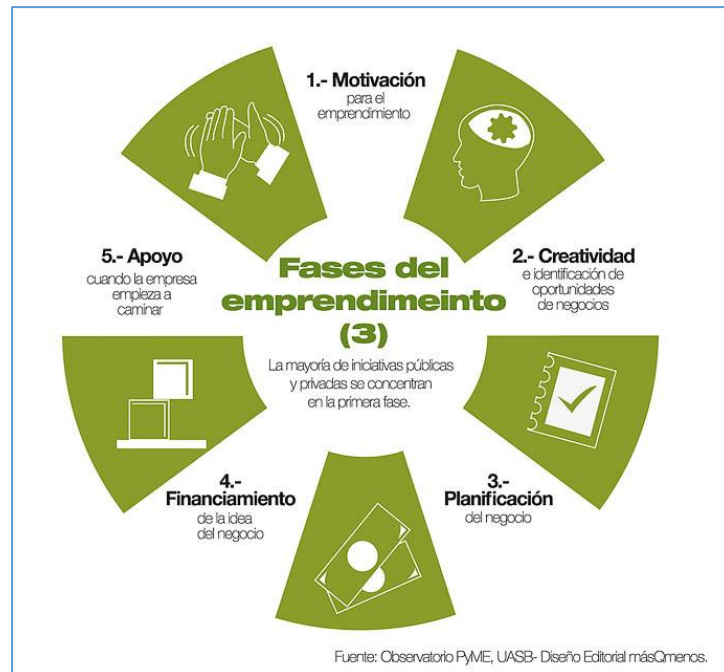 1.- Motivación
para el
emprendimiento
2.- Creatividad
e identificación de
oportunidades
de negocios
5.- Apoyo
cuando la empresa
empieza a
caminar
Fases del
emprendimeinto
(3)
La mayoría de iniciativas públicas
y privadas se concentran
en la primera fase.
4.-
Financiamiento
de la idea
del negocio
3.-
Planificación
del negocio
Fuente: Observatorio PyME, UASB- Diseño Editorial másQmenos.